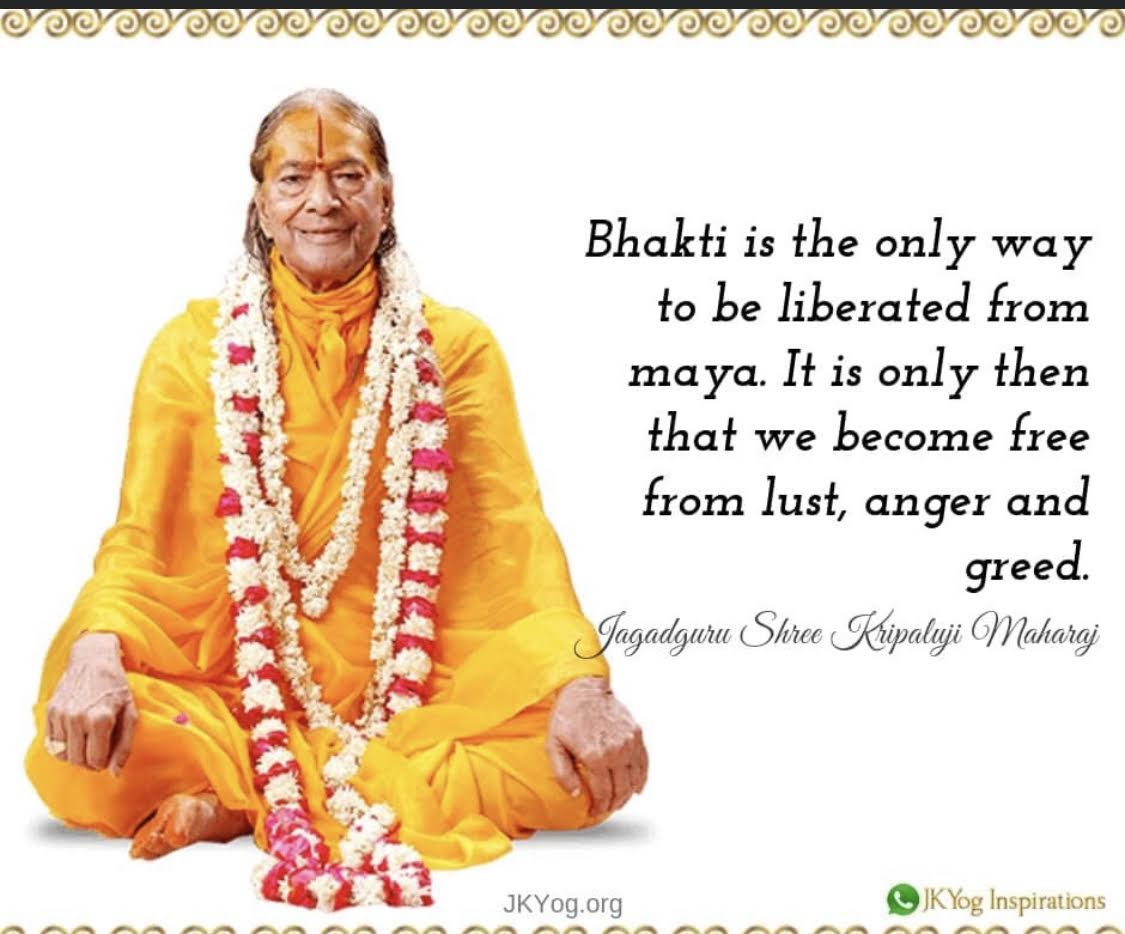 Bhakti is the only way
to be liberated from
maya. It is only then
that we become free
from lust, anger and
greed.
Jagadguru Shree Kripaluji Maharaj
JKYog.org
JKYog Inspirations